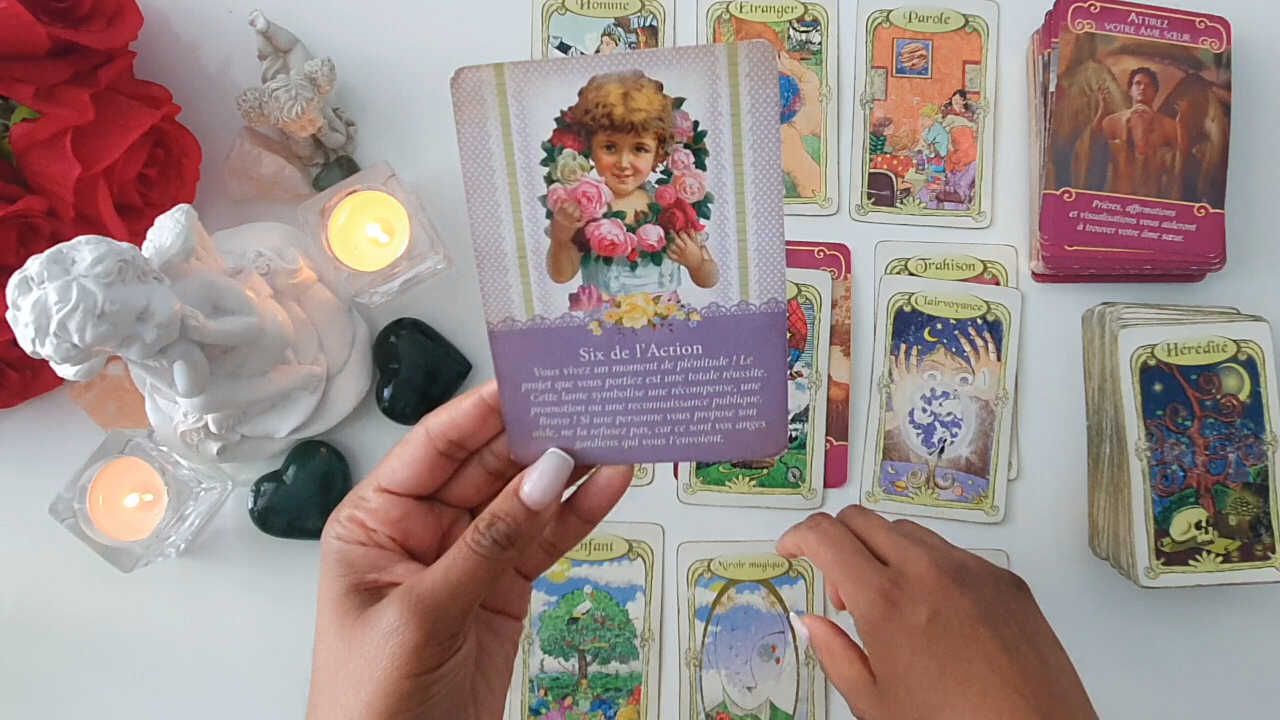 Homme
Etranger
Parole
ATTIREZ
VOTRE ÂME SŒUR
Prières, affirmations
et visualisations vous aideront
à trouver votre âme sœur.
Trahison
Clairvoyance
Hérédité
Six de l'Action
Vous vivez un moment de plénitude ! Le
projet que vous portiez est une totale réussite.
Cette lame symbolise une récompense, une
promotion ou une reconnaissance publique.
Bravo ! Si une personne vous propose son
aide, ne la refusez pas, car ce sont vos anges
gardiens qui vous l'envoient.
Enfant
Miroir magique